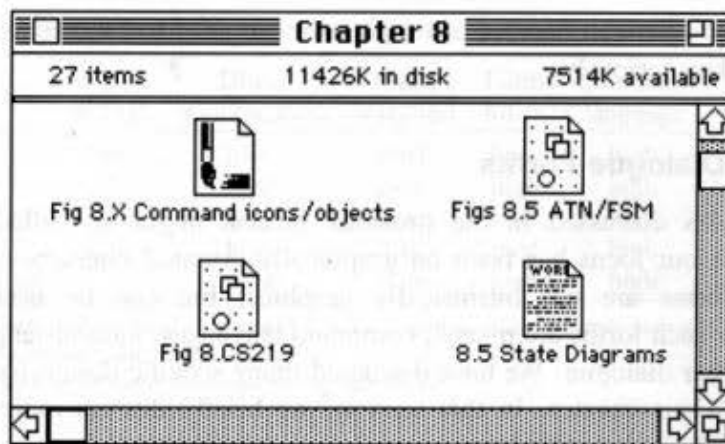 Chapter 8
27 items 11426K in disk 7514K available
Fig 8.X Command icons/objects Figs 8.5 ATN/FSM
WORD
Fig 8.CS219 8.5 State Diagrams